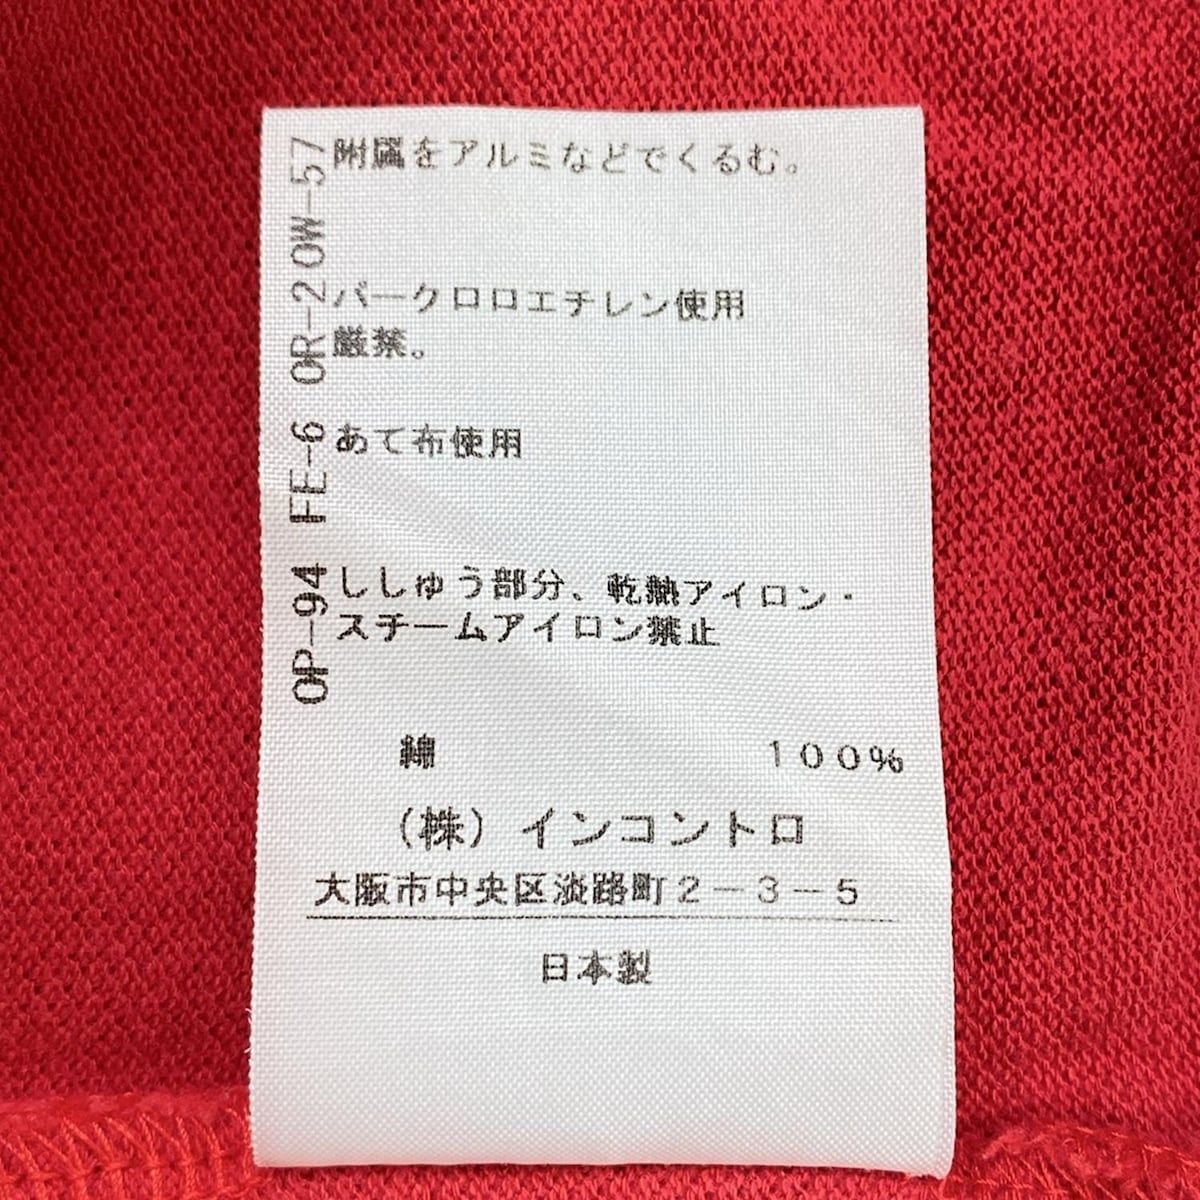 附属をアルミなどでくるむ。
パークロロエチレン使用
厳禁。
あて布使用
ししゅう部分、乾熱アイロン・
スチームアイロン禁止
綿 100%
(株)インコントロ
大阪市中央区淡路町2-3-5
日本製
OP-94 FE-6 OR-20W-57